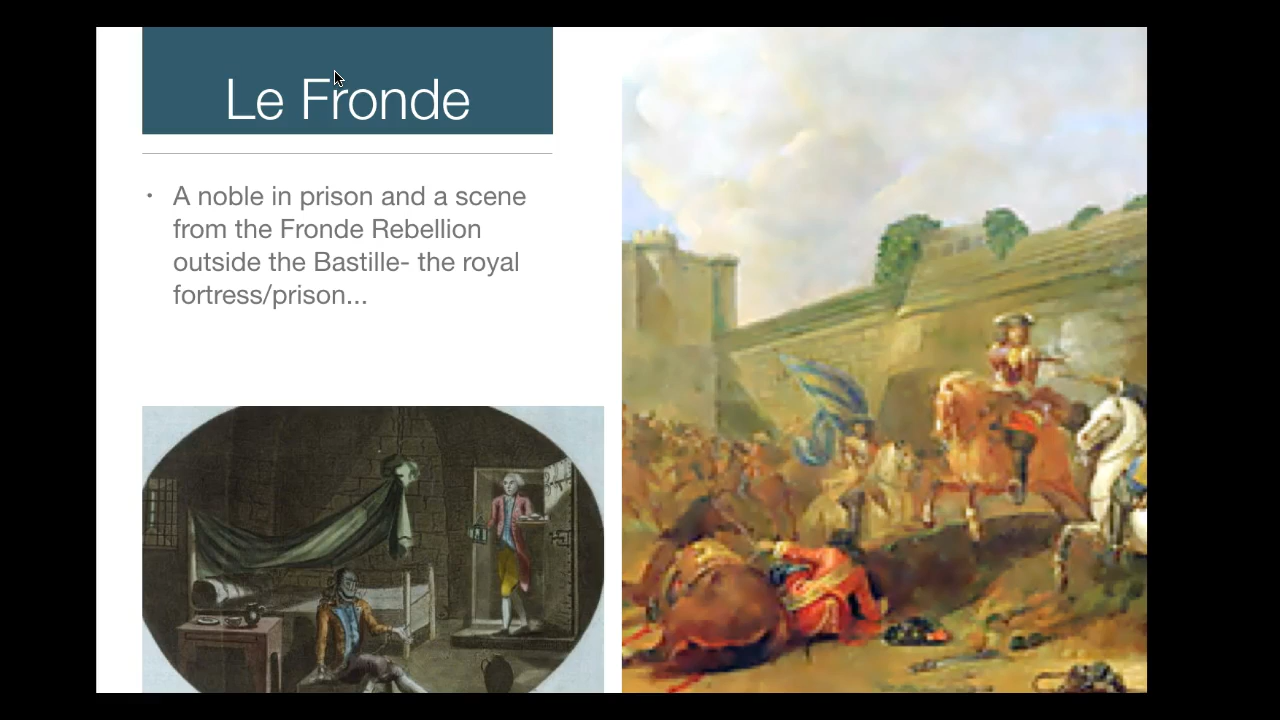 Le Fronde
• A noble in prison and a scene
from the Fronde Rebellion
outside the Bastille- the royal
fortress/prison...